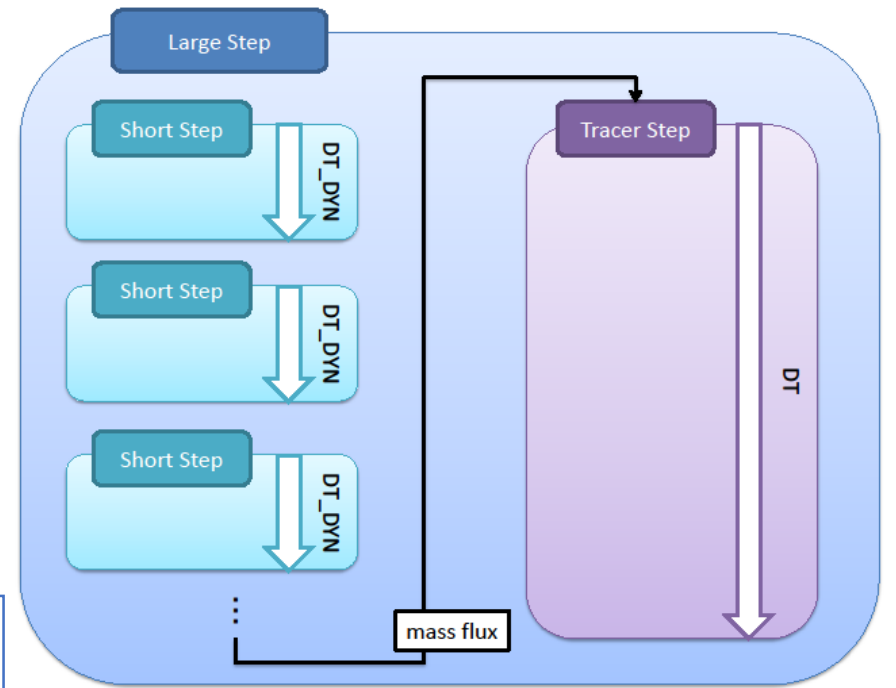 Large Step
Short Step
DT_DYN
Short Step
DT_DYN
Short Step
DT_DYN
⋮
mass flux
Tracer Step
DT